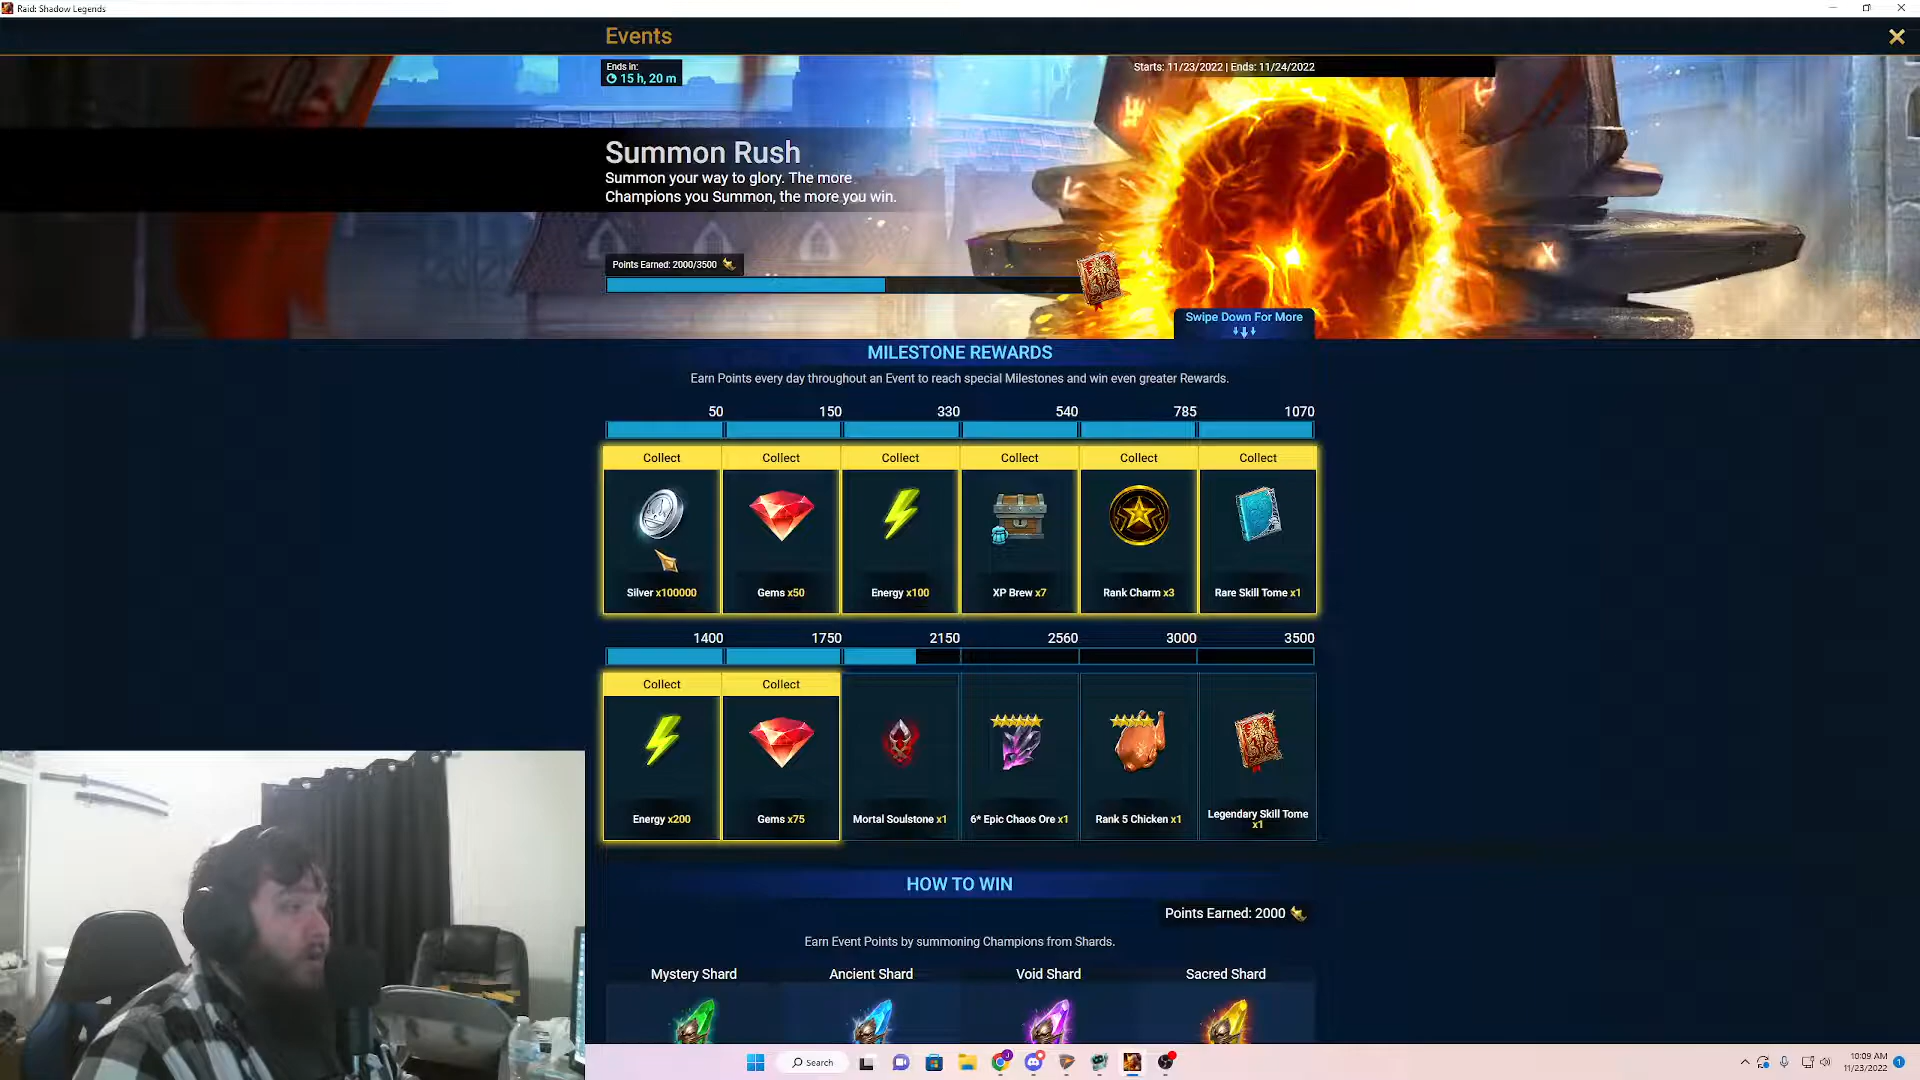 Raid: Shadow Legends
Events
Ends in:
15 h, 20 m
Starts: 11/23/2022 | Ends: 11/24/2022
Summon Rush
Summon your way to glory. The more
Champions you Summon, the more you win.
Points Earned: 2000/3500
Swipe Down For More
MILESTONE REWARDS
Earn Points every day throughout an Event to reach special Milestones and win even greater Rewards.
50 150 330 540 785 1070
Collect Collect Collect Collect Collect Collect
Silver x100000 Gems x50 Energy x100 XP Brew x7 Rank Charm x3 Rare Skill Tome x1
1400 1750 2150 2560 3000 3500
Collect Collect
Energy x200 Gems x75 Mortal Soulstone x1 6* Epic Chaos Ore x1 Rank 5 Chicken x1 Legendary Skill Tome
x1
HOW TO WIN
Points Earned: 2000
Earn Event Points by summoning Champions from Shards.
Mystery Shard Ancient Shard Void Shard Sacred Shard
Search
10:09 AM
11/23/2022
1